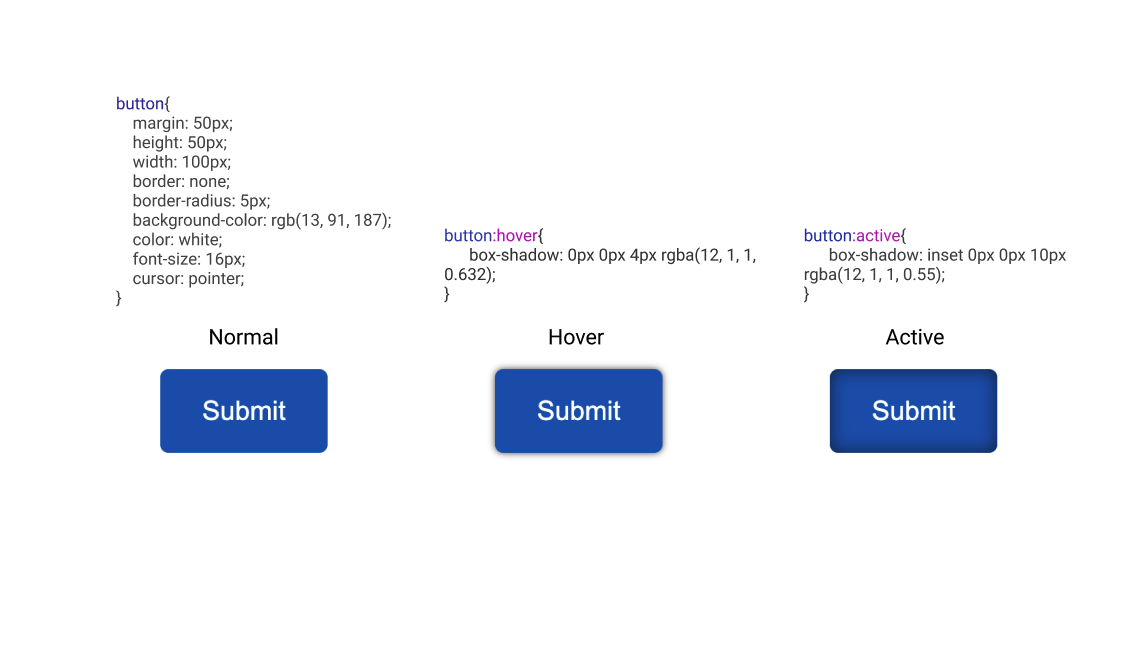 button{
margin: 50px;
height: 50px;
width: 100px;
border: none;
border-radius: 5px;
background-color: rgb(13, 91, 187);
color: white;
font-size: 16px;
cursor: pointer;
}
button:hover{
box-shadow: 0px 0px 4px rgba(12, 1, 1,
0.632);
}
button:active{
box-shadow: inset 0px 0px 10px
rgba(12, 1, 1, 0.55);
}
Normal
Hover
Active
Submit
Submit
Submit